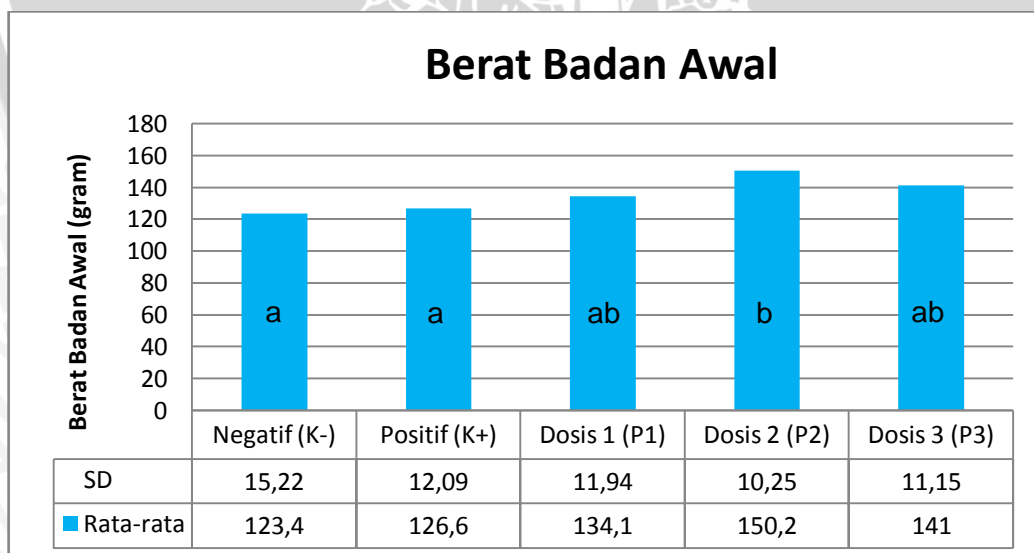 Berat Badan Awal
Berat Badan Awal (gram)
180
160
140
120
100
80
60
40
20
0
a a ab b ab
Negatif (K-) Positif (K+) Dosis 1 (P1) Dosis 2 (P2) Dosis 3 (P3)
SD 15,22 12,09 11,94 10,25 11,15
Rata-rata 123,4 126,6 134,1 150,2 141